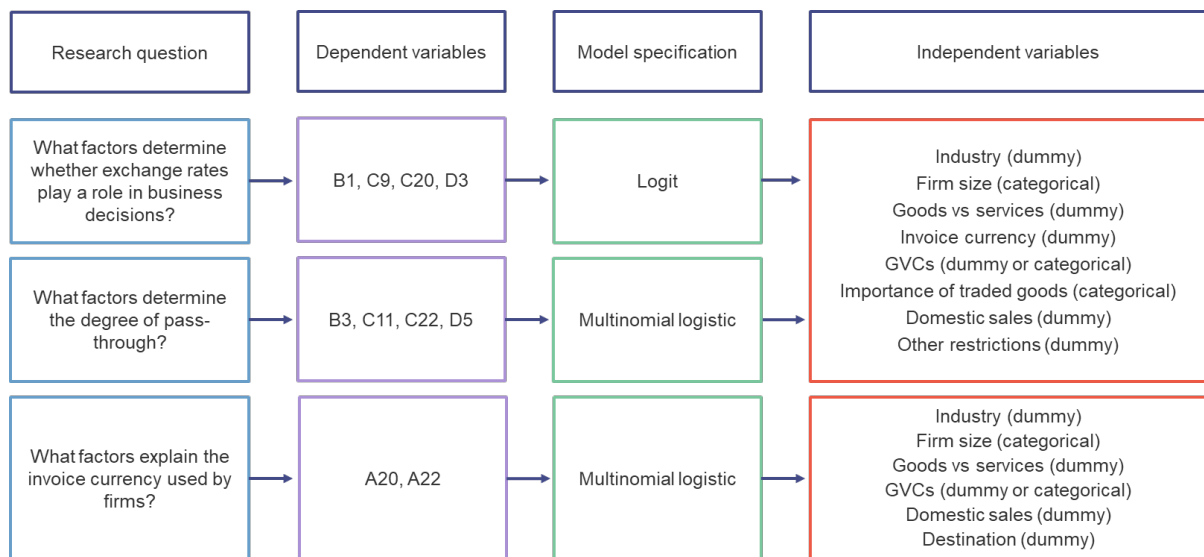 Research question
Dependent variables
Model specification
Independent variables
What factors determine
whether exchange rates
play a role in business
decisions?
B1, C9, C20, D3
Logit
Industry (dummy)
Firm size (categorical)
Goods vs services (dummy)
Invoice currency (dummy)
GVCs (dummy or categorical)
Importance of traded goods (categorical)
Domestic sales (dummy)
Other restrictions (dummy)
What factors determine
the degree of pass-
through?
B3, C11, C22, D5
Multinomial logistic
What factors explain the
invoice currency used by
firms?
A20, A22
Multinomial logistic
Industry (dummy)
Firm size (categorical)
Goods vs services (dummy)
GVCs (dummy or categorical)
Domestic sales (dummy)
Destination (dummy)